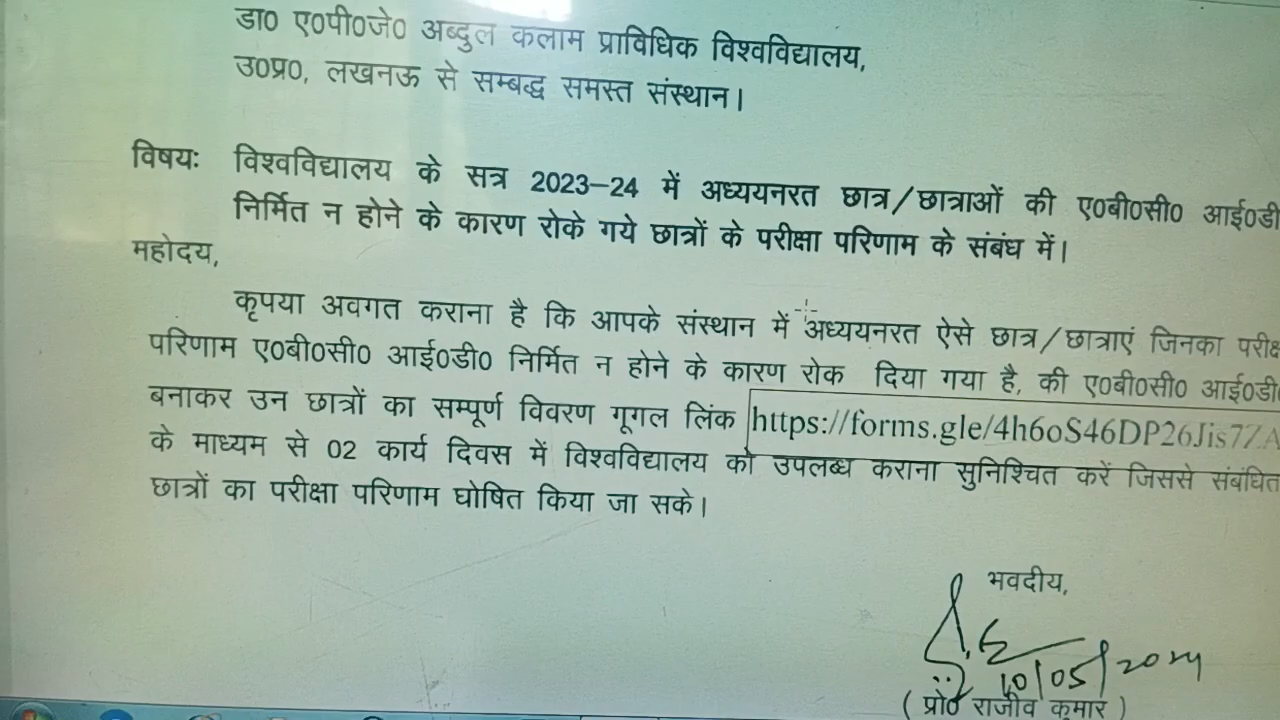 डा0 ए0पी0जे0 अब्दुल कलाम प्राविधिक विश्वविद्यालय,
उ0प्र0, लखनऊ से सम्बद्ध समस्त संस्थान।
विषयः विश्वविद्यालय के सत्र 2023–24 में अध्ययनरत छात्र/छात्राओं की ए0बी0सी0 आई0डी
निर्मित न होने के कारण रोके गये छात्रों के परीक्षा परिणाम के संबंध में।
महोदय,
कृपया अवगत कराना है कि आपके संस्थान में अध्ययनरत ऐसे छात्र/छात्राएं जिनका
परिणाम ए0बी0सी0 आई0डी0 निर्मित न होने के कारण रोक दिया गया है, की ए0बी0सी0 आई0डी0
बनाकर उन छात्रों का सम्पूर्ण विवरण गूगल लिंक https://forms.gle/4h6oS46DP26Jis7ZA
के माध्यम से 02 कार्य दिवस में विश्वविद्यालय को उपलब्ध कराना सुनिश्चित करें जिससे संबंधित
छात्रों का परीक्षा परिणाम घोषित किया जा सके।
भवदीय,
10/05/2024
( प्रो0 राजीव कुमार )